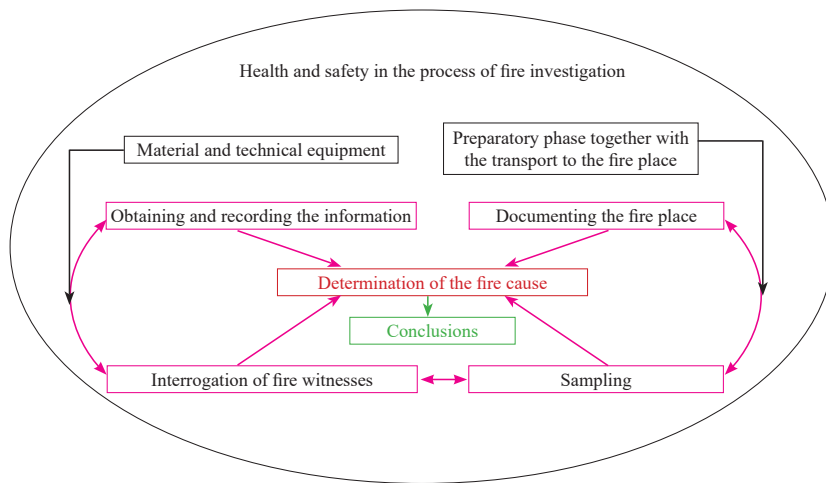 Health and safety in the process of fire investigation
Material and technical equipment
Preparatory phase together with
the transport to the fire place
Obtaining and recording the information
Documenting the fire place
Determination of the fire cause
Conclusions
Interrogation of fire witnesses
Sampling